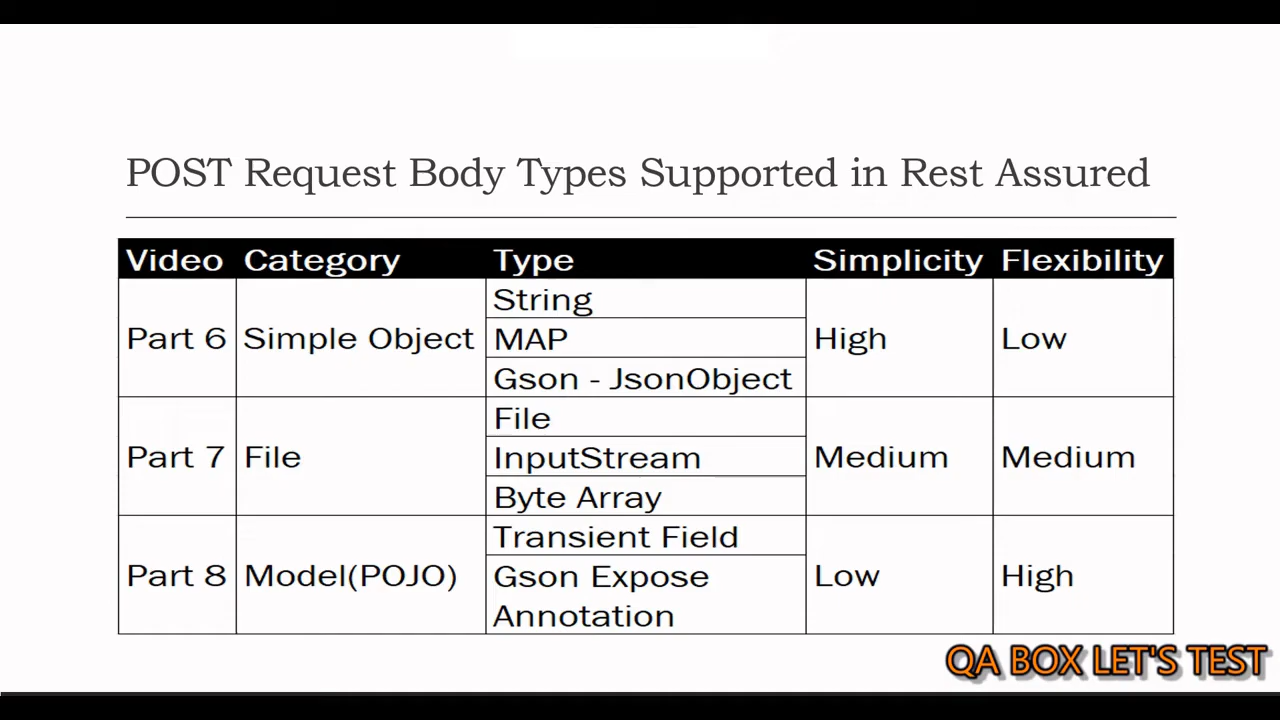 POST Request Body Types Supported in Rest Assured
Video Category Type Simplicity Flexibility
String
Part 6 Simple Object MAP High Low
Gson - JsonObject
File
Part 7 File InputStream Medium Medium
Byte Array
Transient Field
Part 8 Model(POJO) Gson Expose Low High
Annotation
QA BOX LET'S TEST